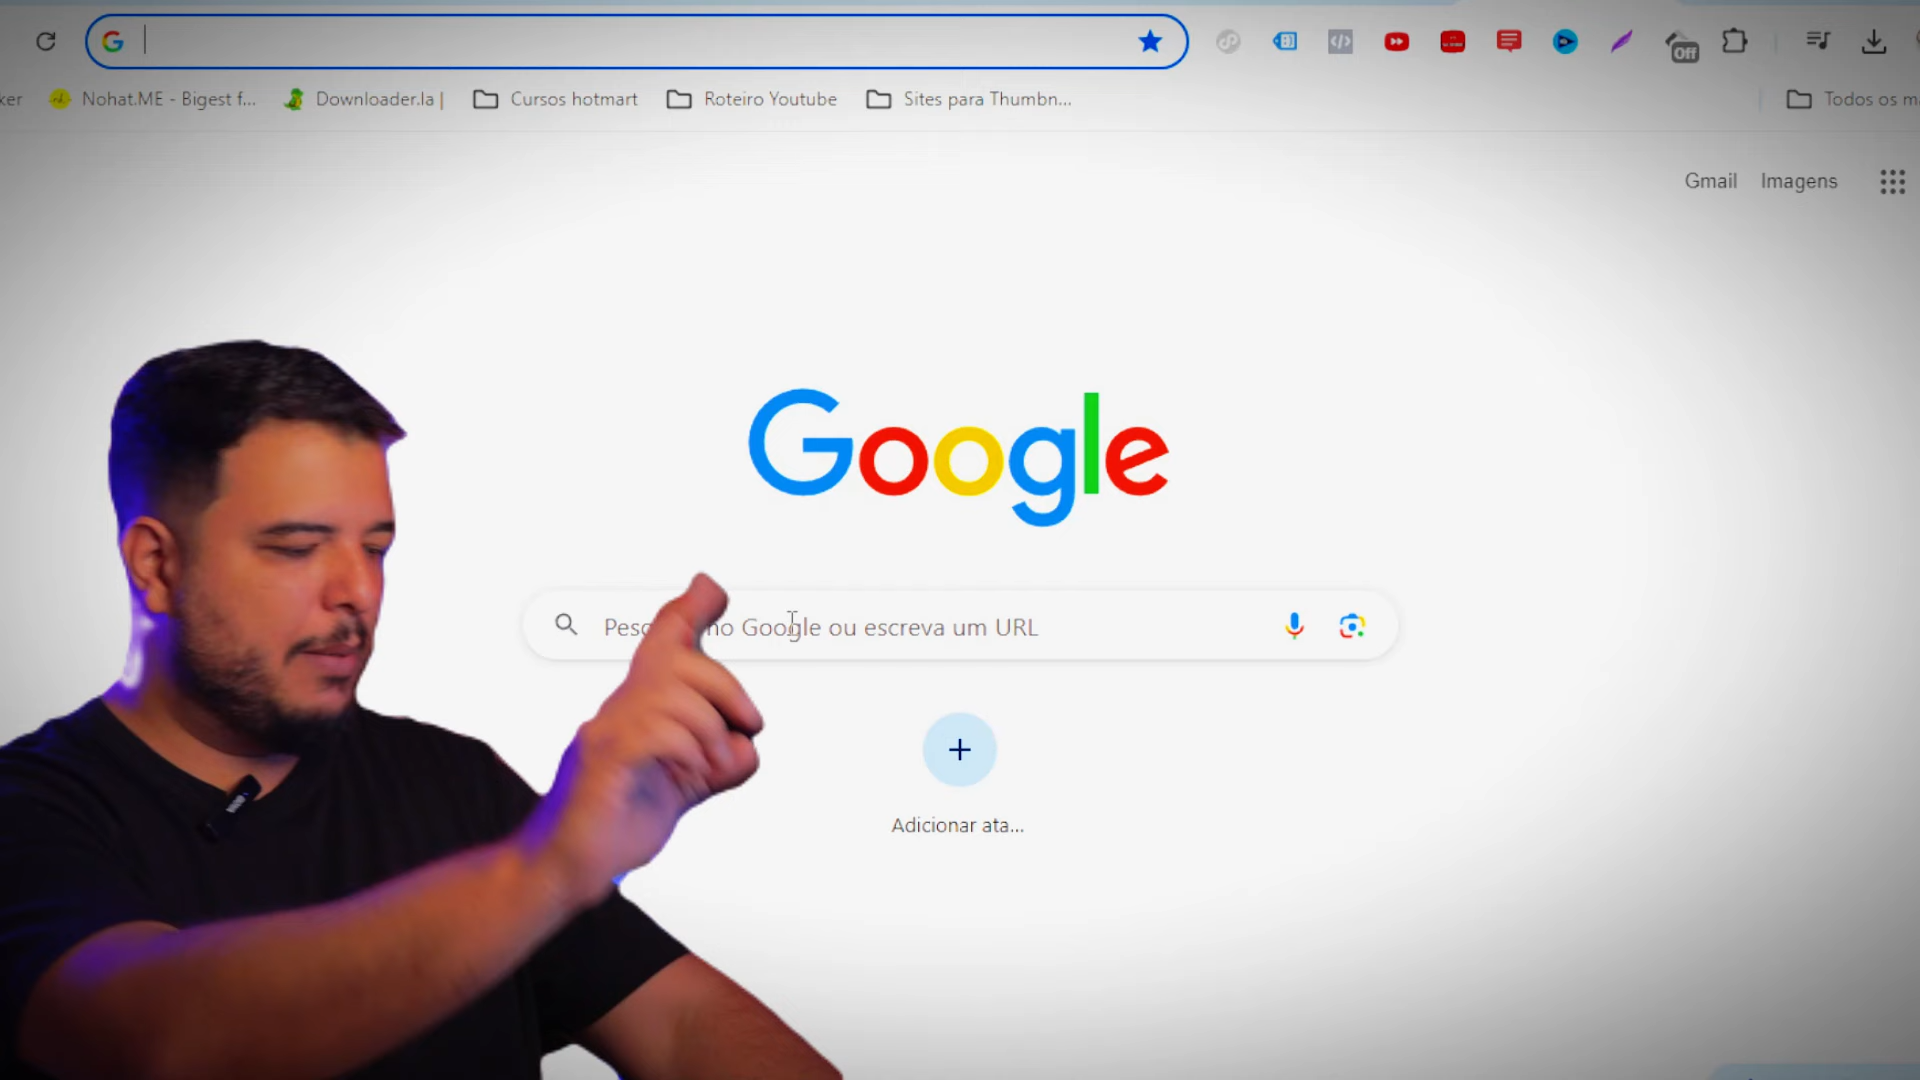 Nohat.ME - Bigest f...
Downloader.la |
Cursos hotmart
Roteiro Youtube
Sites para Thumbn...
Todos os
Off
Gmail
Imagens
Google
no Google ou escreva um URL
Adicionar ata...